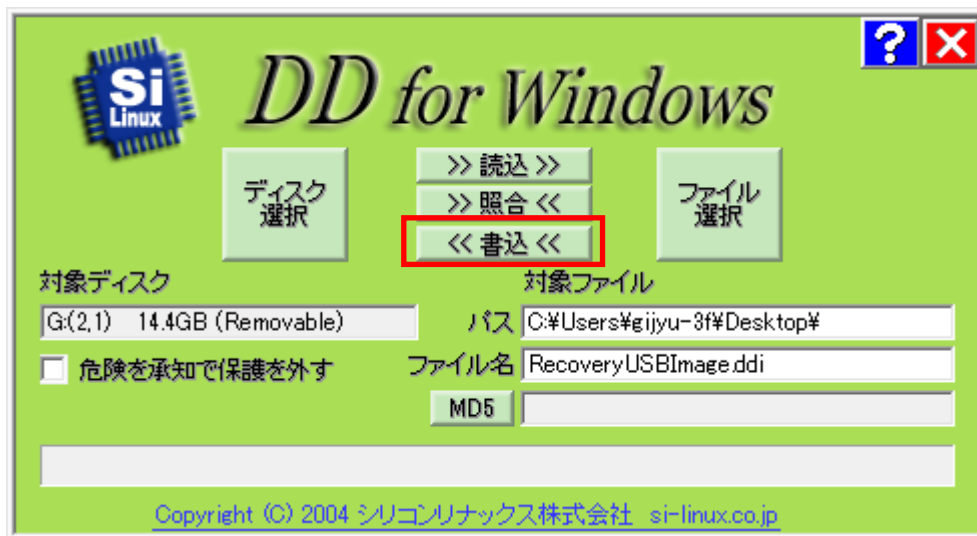 ?
Si
Linux
DD for Windows
ディスク
選択
>> 読込 >>
>> 照合 <<
<< 書込 <<
ファイル
選択
対象ディスク
対象ファイル
G:(2,1) 14.4GB (Removable)
パス C:¥Users¥gijyu-3f¥Desktop¥
危険を承知で保護を外す
ファイル名 RecoveryUSBImage.ddi
MD5
Copyright (C) 2004 シリコンリナックス株式会社 si-linux.co.jp